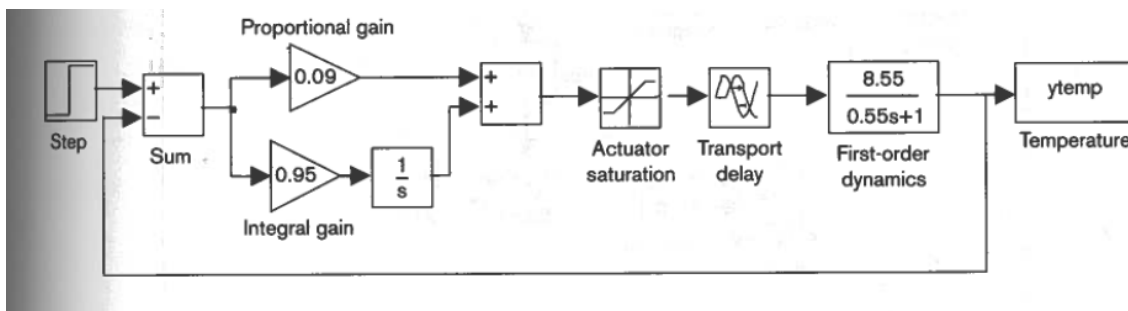 Proportional gain
0.09
+
−
Step
Sum
0.95
Integral gain
1
s
+
+
Actuator
saturation
Transport
delay
8.55
0.55s+1
First-order
dynamics
ytemp
Temperature